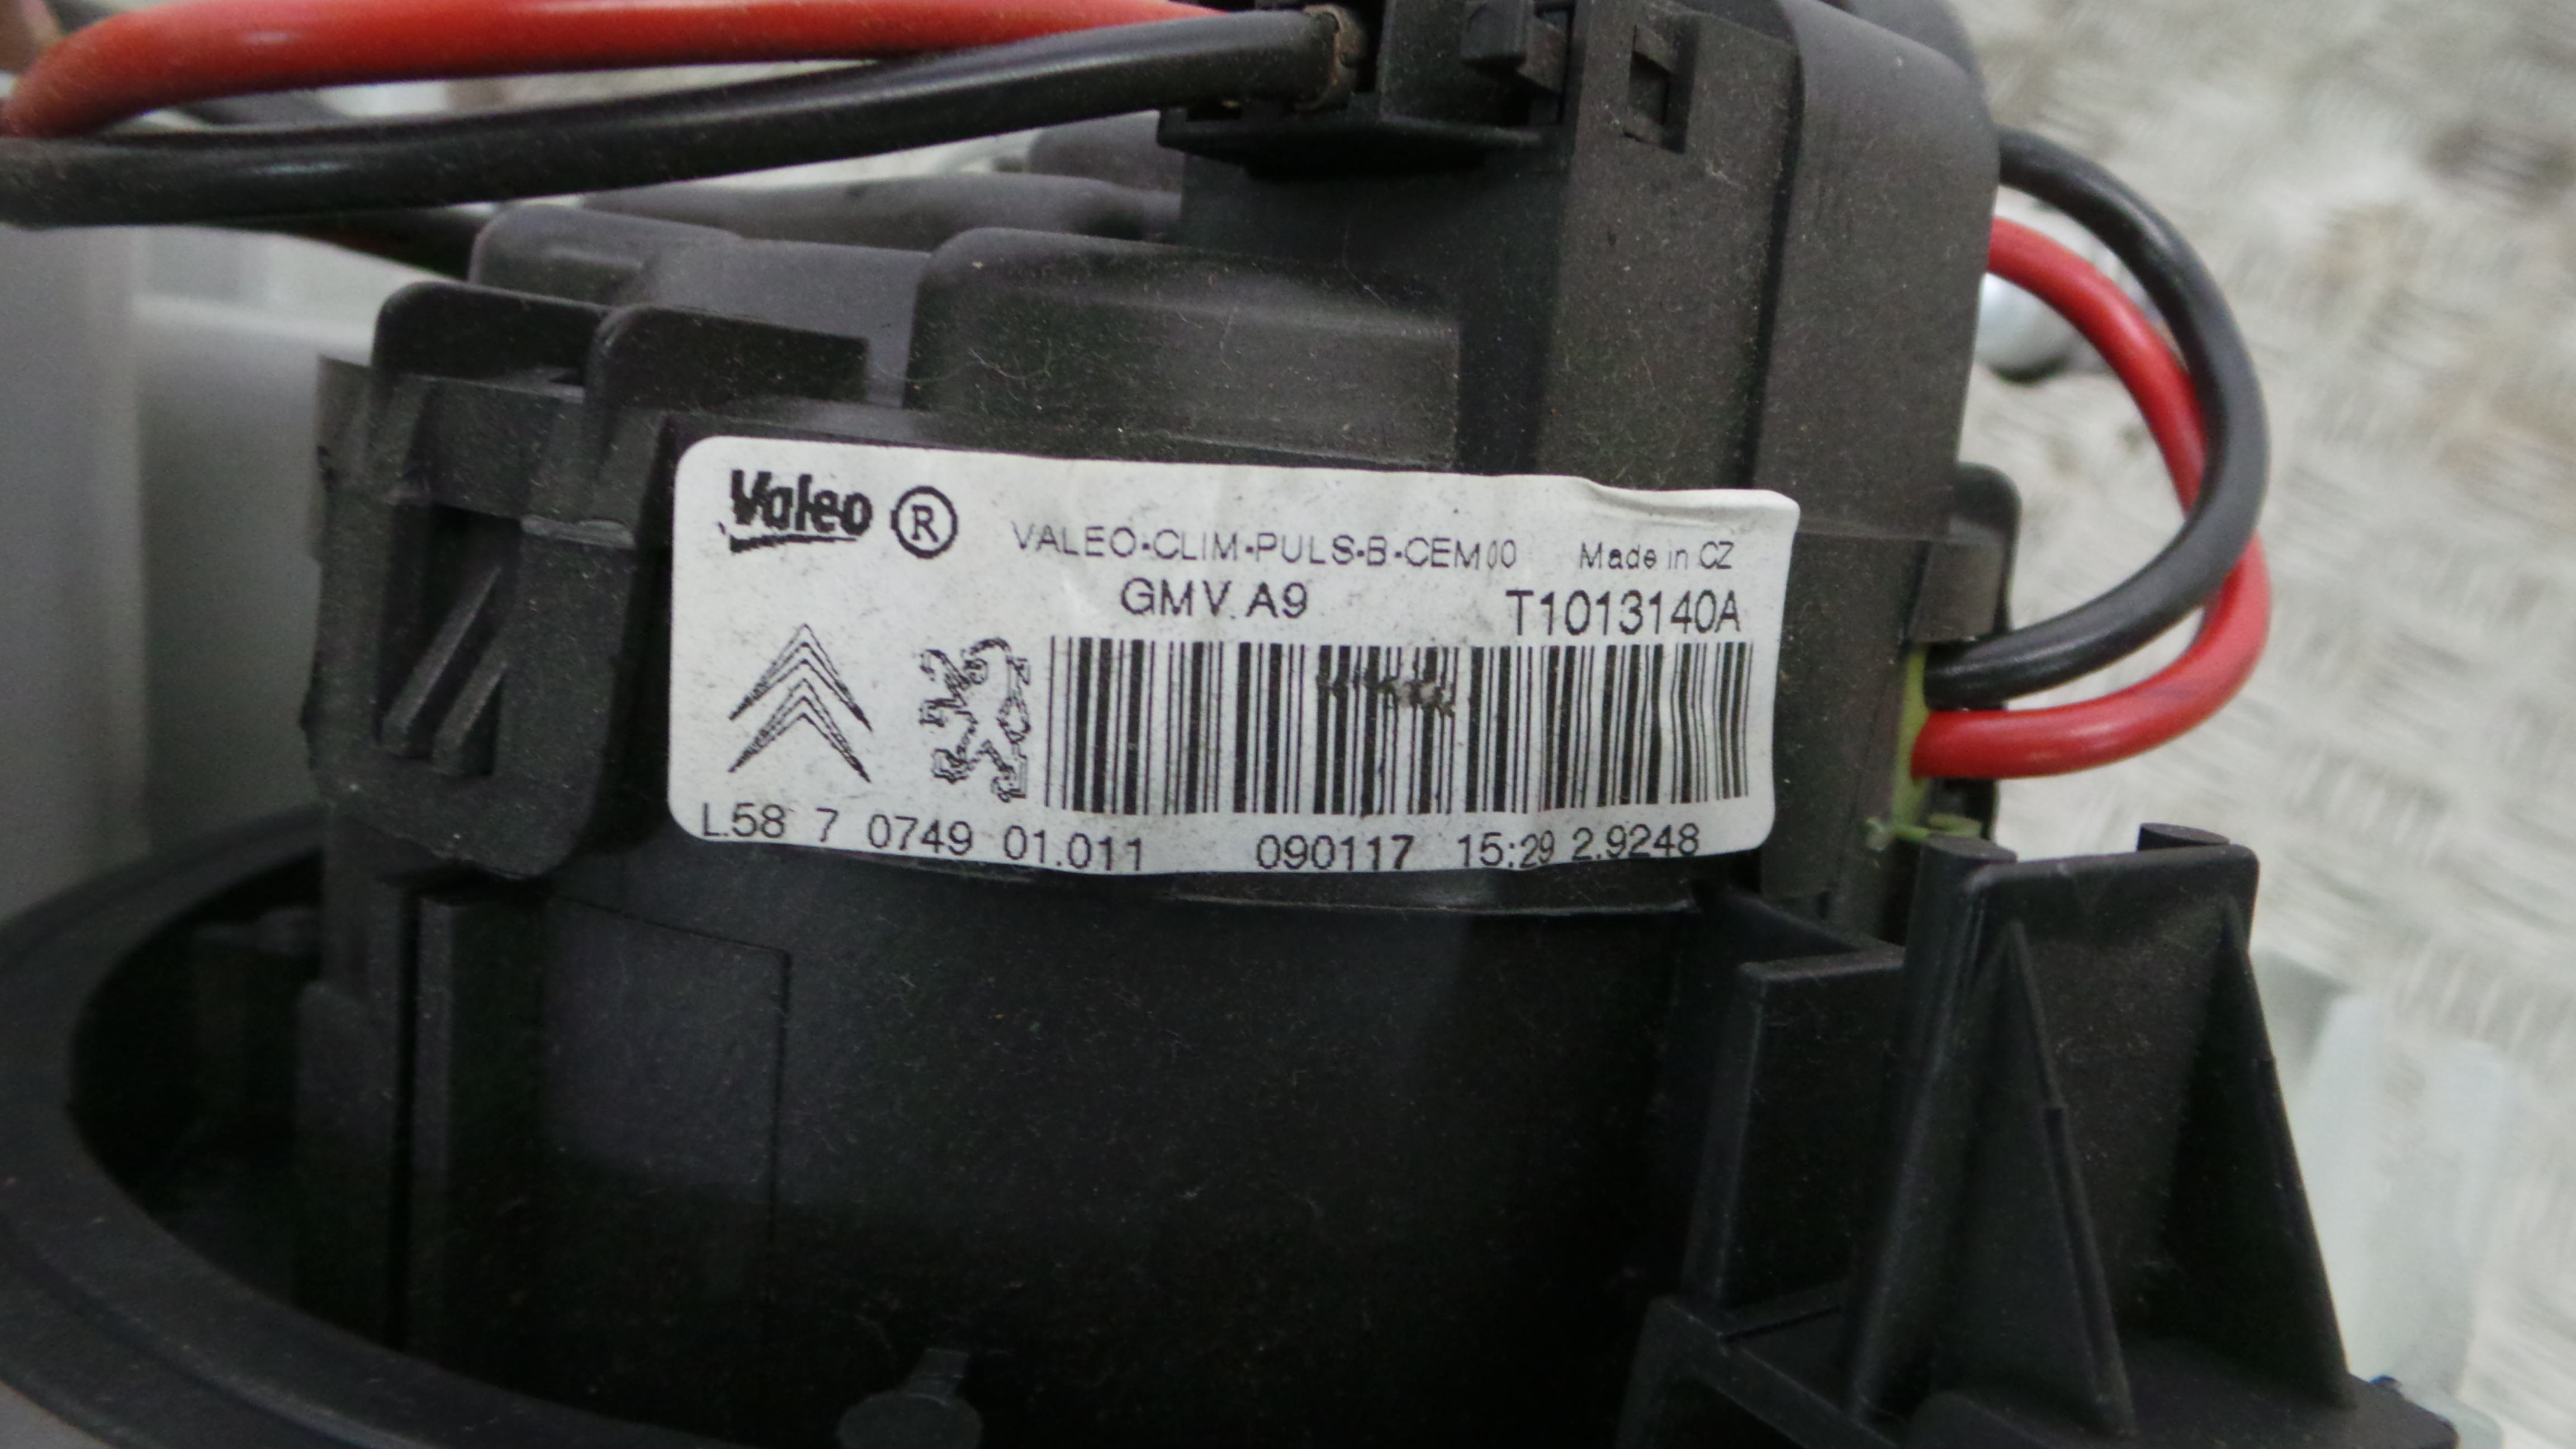 Valeo ®
VALEO-CLIM-PULS-B-CEM00 Made in CZ
GMV A9 T1013140A
L58 7 0749 01.011 090117 15:29 2.9248